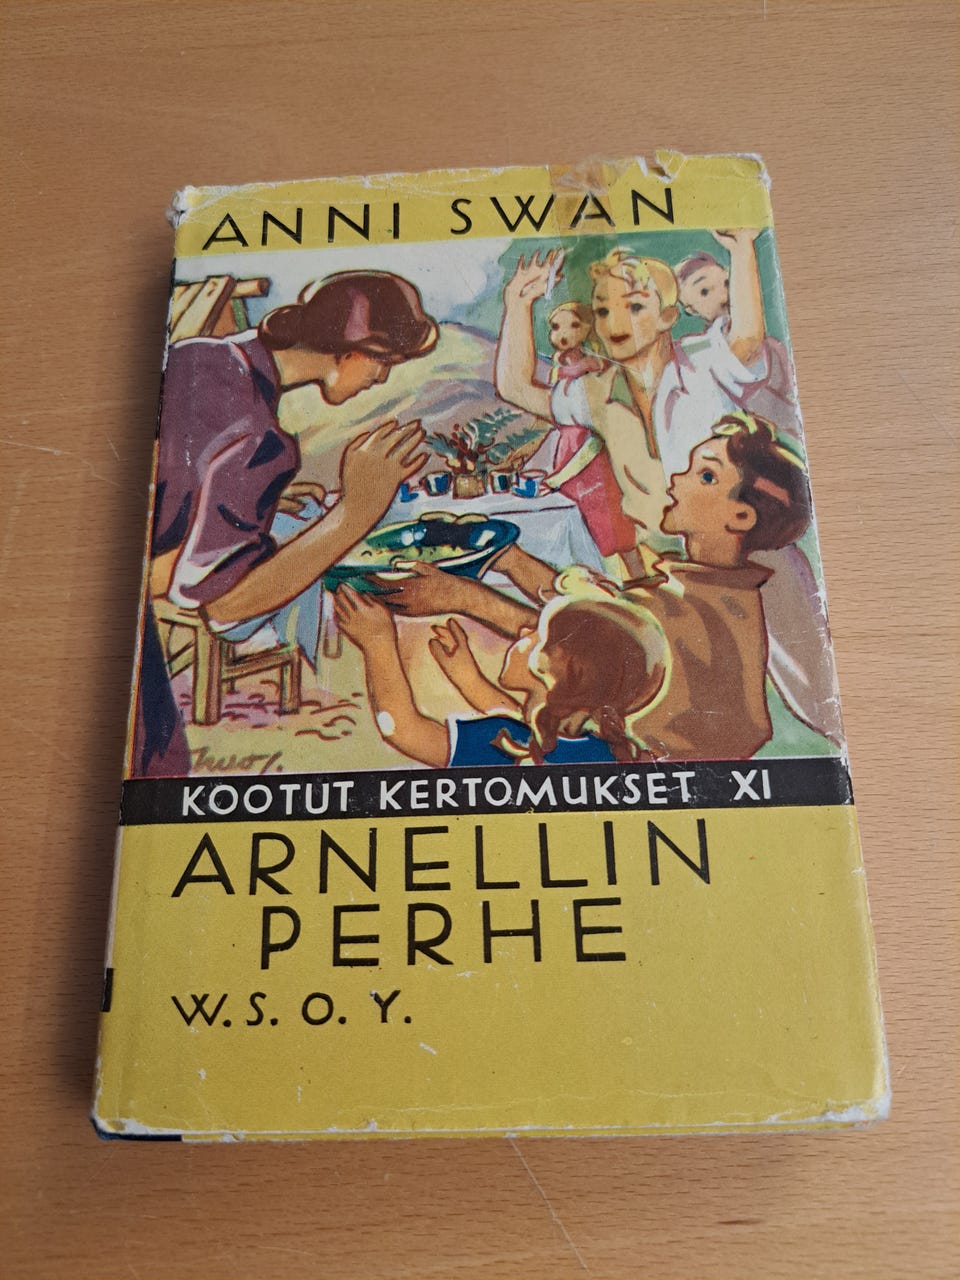 ANNI SWAN
KOOTUT KERTOMUKSET XI
ARNELLIN
PERHE
W.S.O.Y.